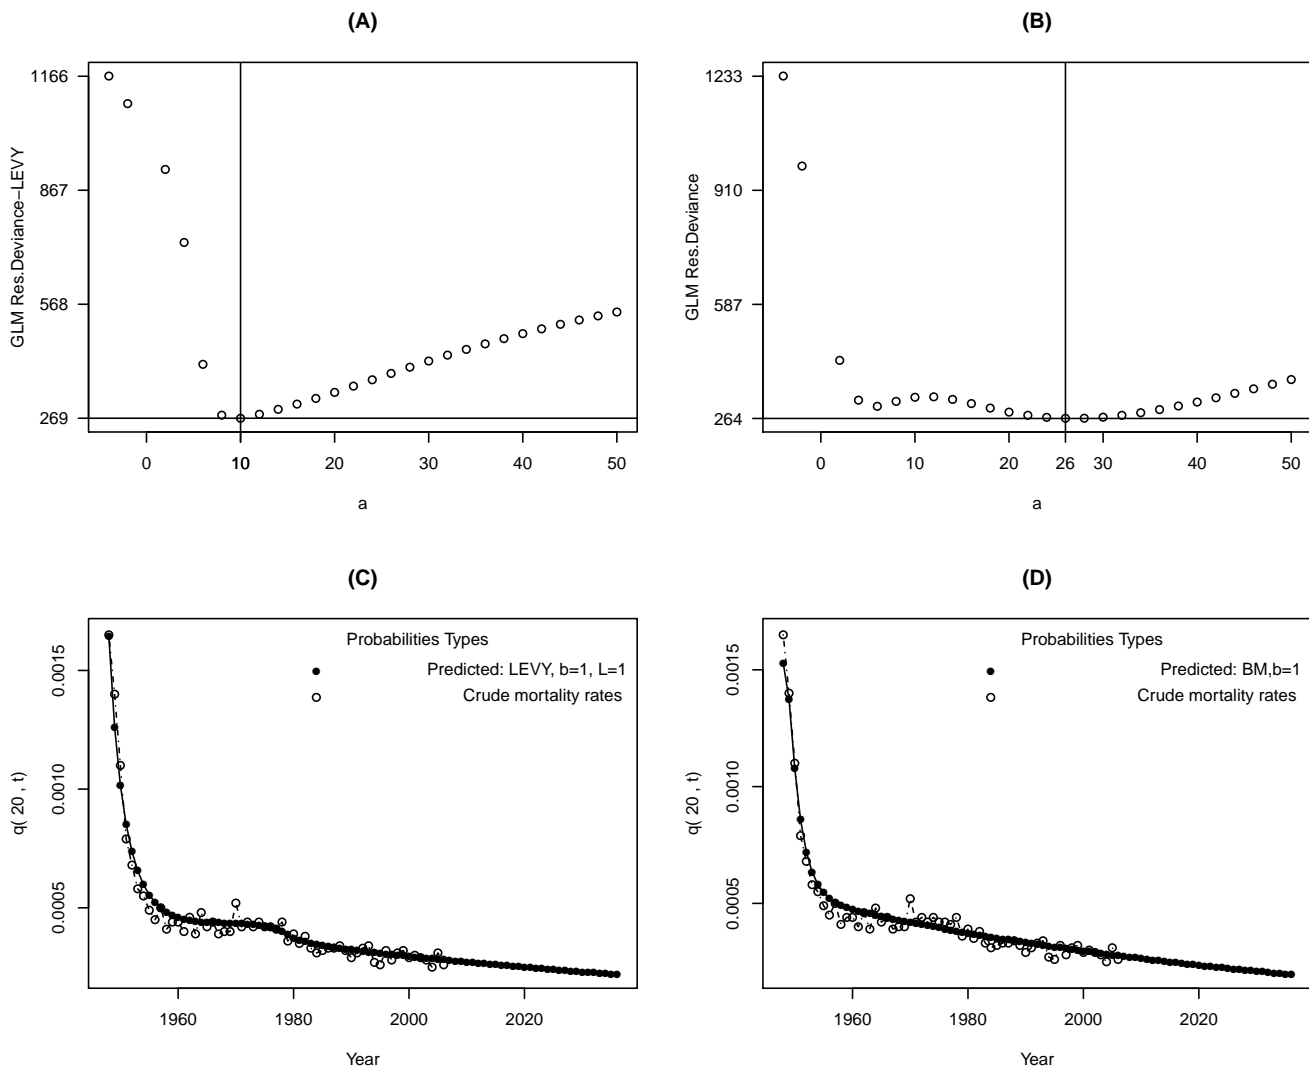 (A)
GLM Res.Deviance−LEVY
1166
867
568
269
0 10 20 30 40 50
a
(B)
GLM Res.Deviance
1233
910
587
264
0 10 20 26 30 40 50
a
(C)
q( 20 , t)
0.0015
0.0010
0.0005
Probabilities Types
Predicted: LEVY, b=1, L=1
Crude mortality rates
1960 1980 2000 2020
Year
(D)
q( 20 , t)
0.0015
0.0010
0.0005
Probabilities Types
Predicted: BM,b=1
Crude mortality rates
1960 1980 2000 2020
Year